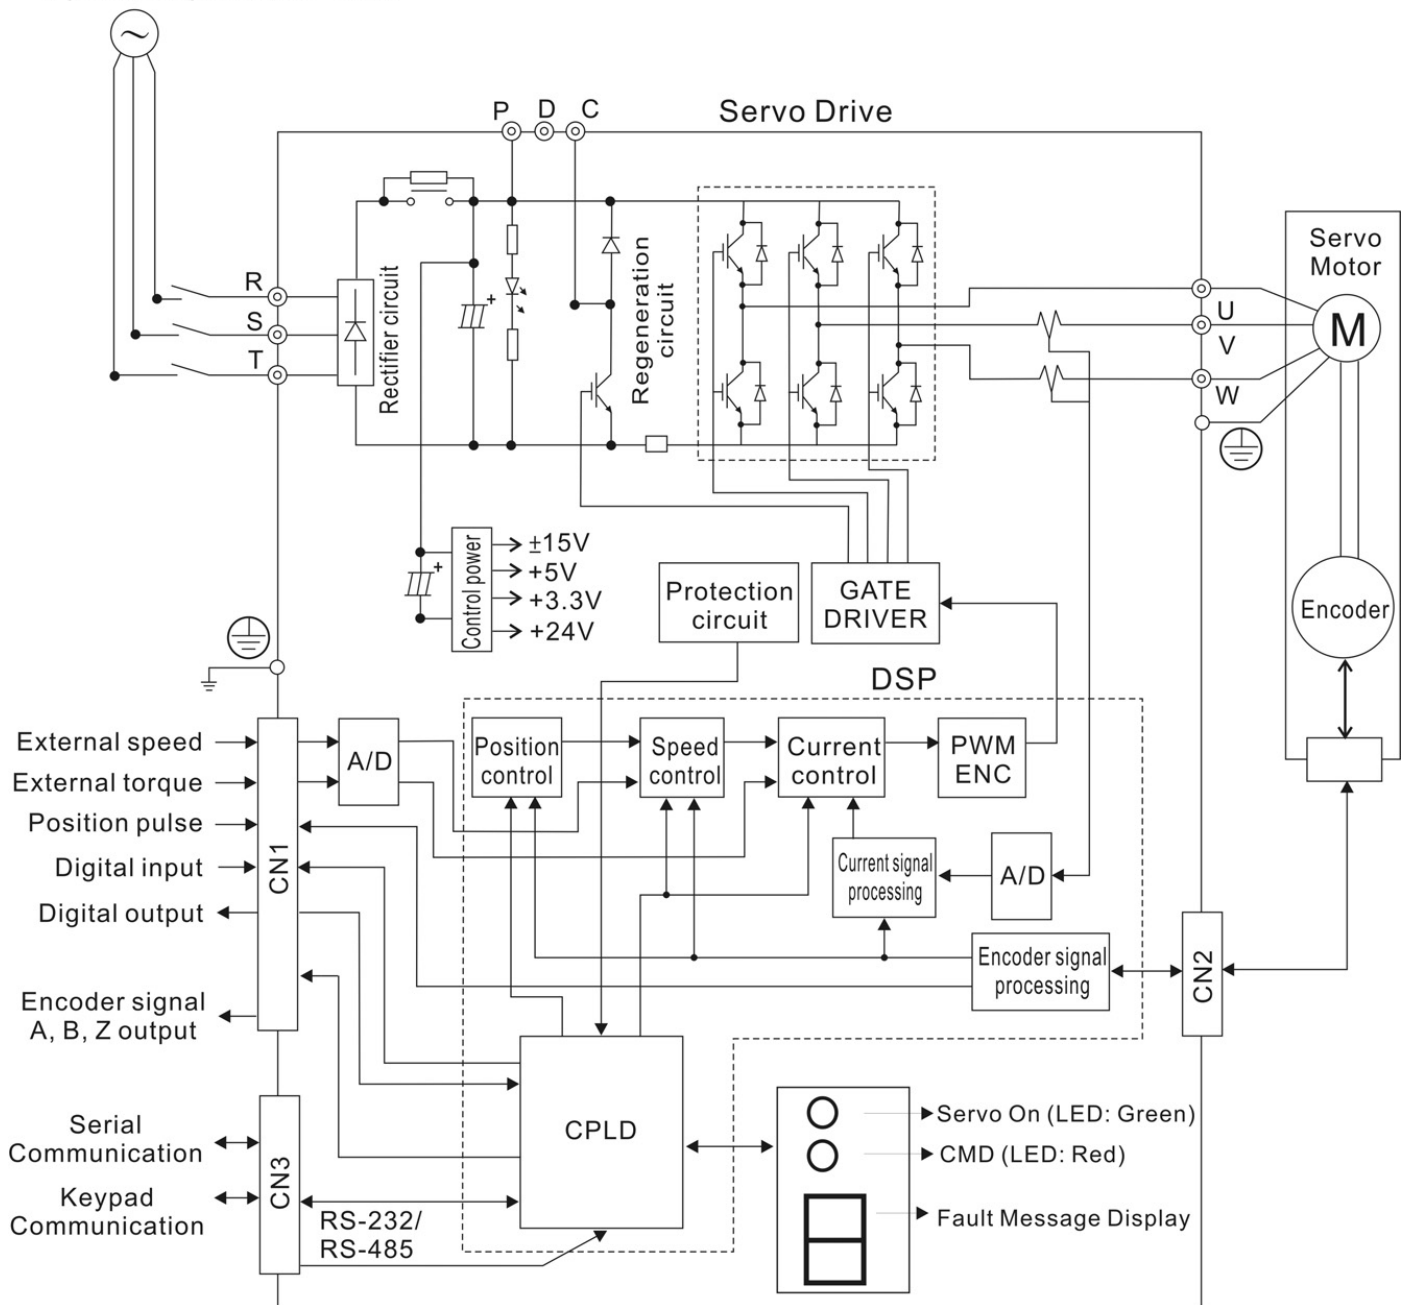 P D C
Servo Drive
Servo
Motor
Rectifier circuit
Regeneration
circuit
R
S
T
+
U
V
W
M
Encoder
+
Control power
±15V
+5V
+3.3V
+24V
Protection
circuit
GATE
DRIVER
DSP
External speed
External torque
Position pulse
Digital input
Digital output
Encoder signal
A, B, Z output
CN1
A/D
Position
control
Speed
control
Current
control
PWM
ENC
Current signal
processing
A/D
Encoder signal
processing
CN2
CPLD
Serial
Communication
Keypad
Communication
CN3
RS-232/
RS-485
Servo On (LED: Green)
CMD (LED: Red)
Fault Message Display